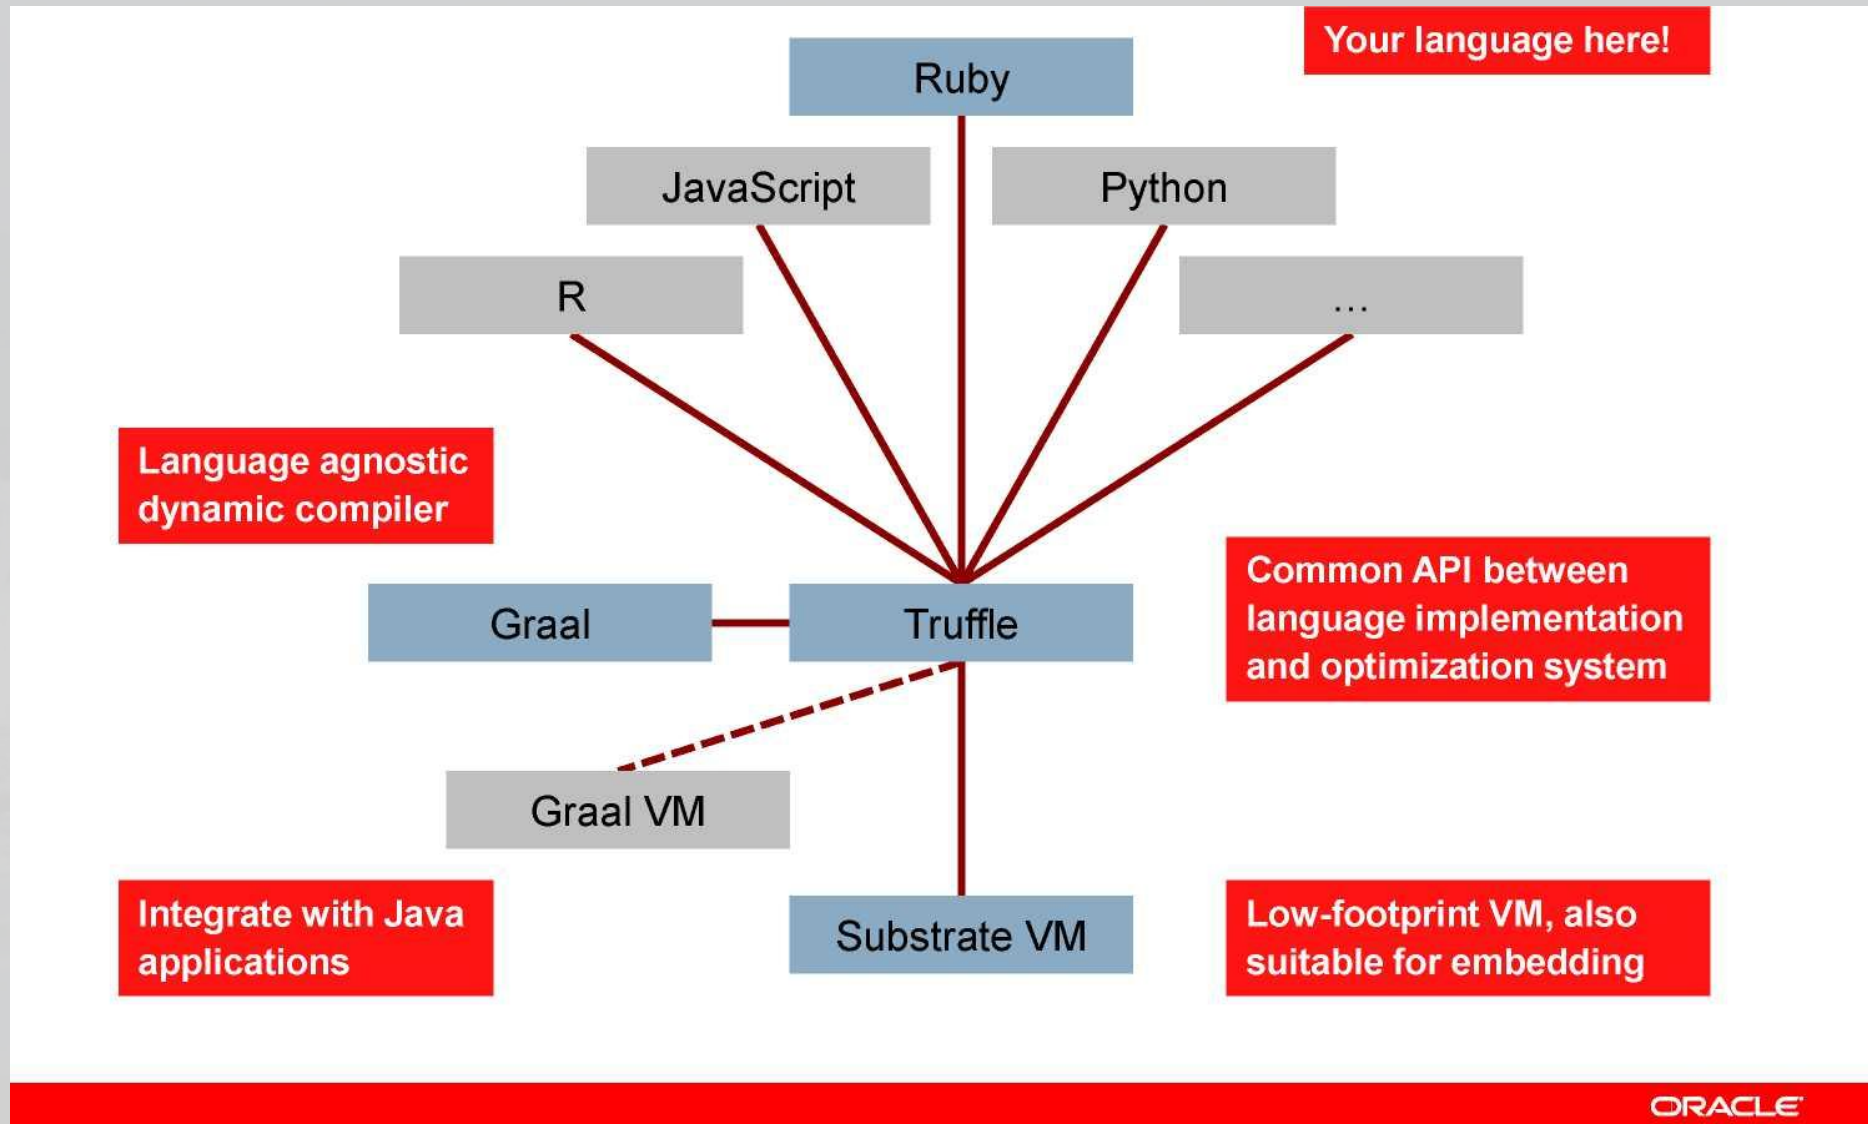 Your language here!
Ruby
JavaScript
Python
R
...
Language agnostic
dynamic compiler
Common API between
language implementation
and optimization system
Graal
Truffle
Graal VM
Integrate with Java
applications
Substrate VM
Low-footprint VM, also
suitable for embedding
ORACLE